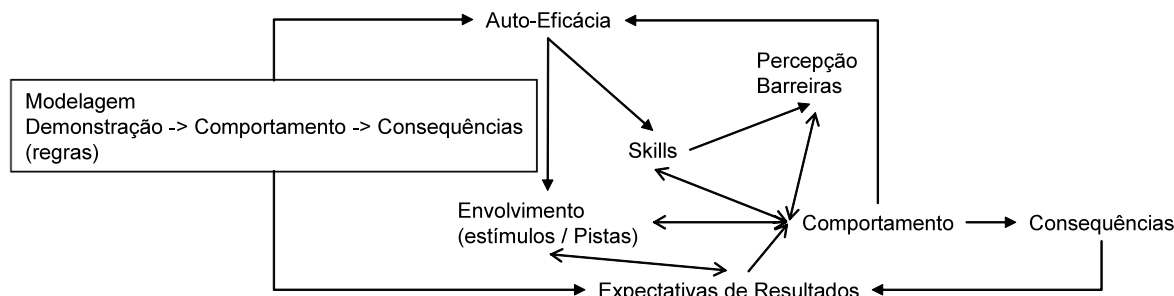 Auto-Eficácia
Percepção
Barreiras
Modelagem
Demonstração -> Comportamento -> Consequências
(regras)
Skills
Envolvimento
(estímulos / Pistas)
Comportamento
Consequências
Expectativas de Resultados